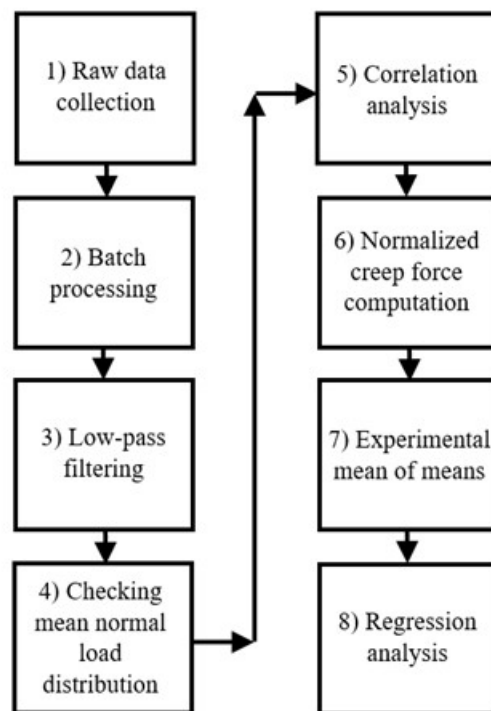 1) Raw data
collection
2) Batch
processing
3) Low-pass
filtering
4) Checking
mean normal
load
distribution
5) Correlation
analysis
6) Normalized
creep force
computation
7) Experimental
mean of means
8) Regression
analysis